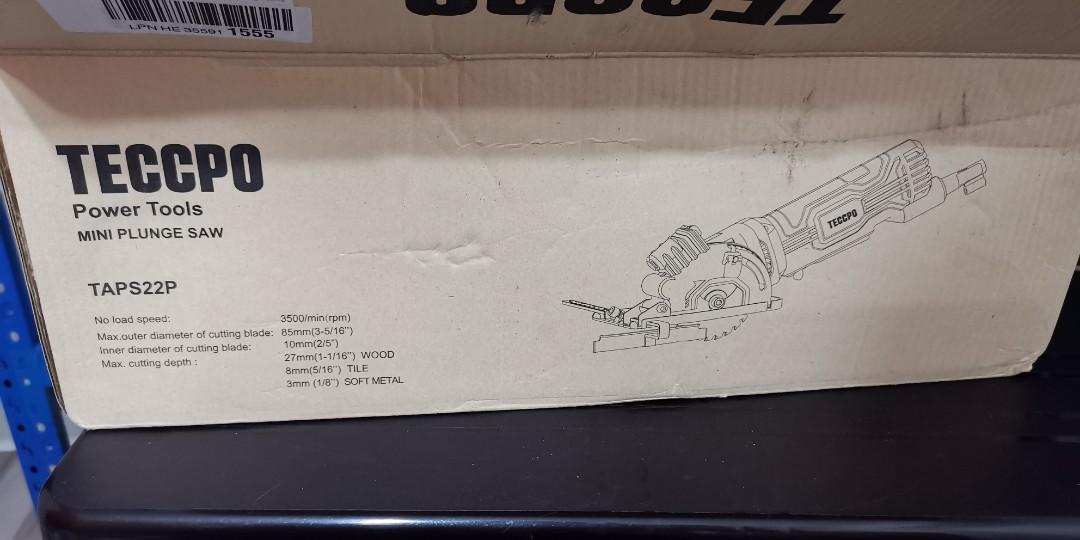 LPN HE 35591 1555
TECCPO
TECCPO
Power Tools
MINI PLUNGE SAW
TAPS22P
No load speed: 3500/min(rpm)
Max.outer diameter of cutting blade: 85mm(3-5/16")
Inner diameter of cutting blade: 10mm(2/5")
Max. cutting depth : 27mm(1-1/16") WOOD
8mm(5/16") TILE
3mm (1/8") SOFT METAL
TECCPO